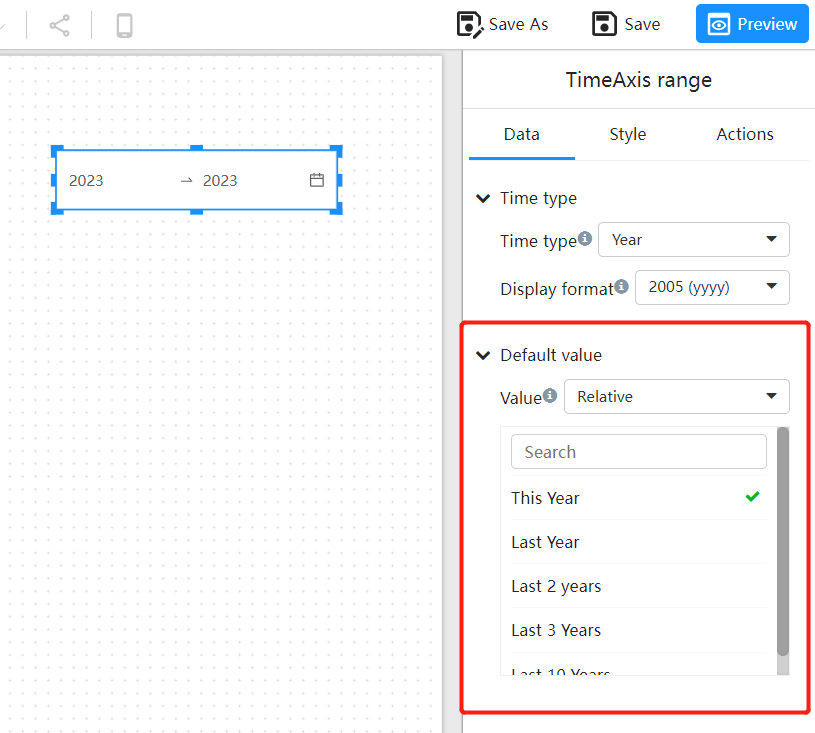 Save As
Save
Preview
TimeAxis range
Data
Style
Actions
2023
2023
Time type
Time type
Year
Display format
2005 (yyyy)
Default value
Value
Relative
Search
This Year
Last Year
Last 2 years
Last 3 Years
Last 10 Years